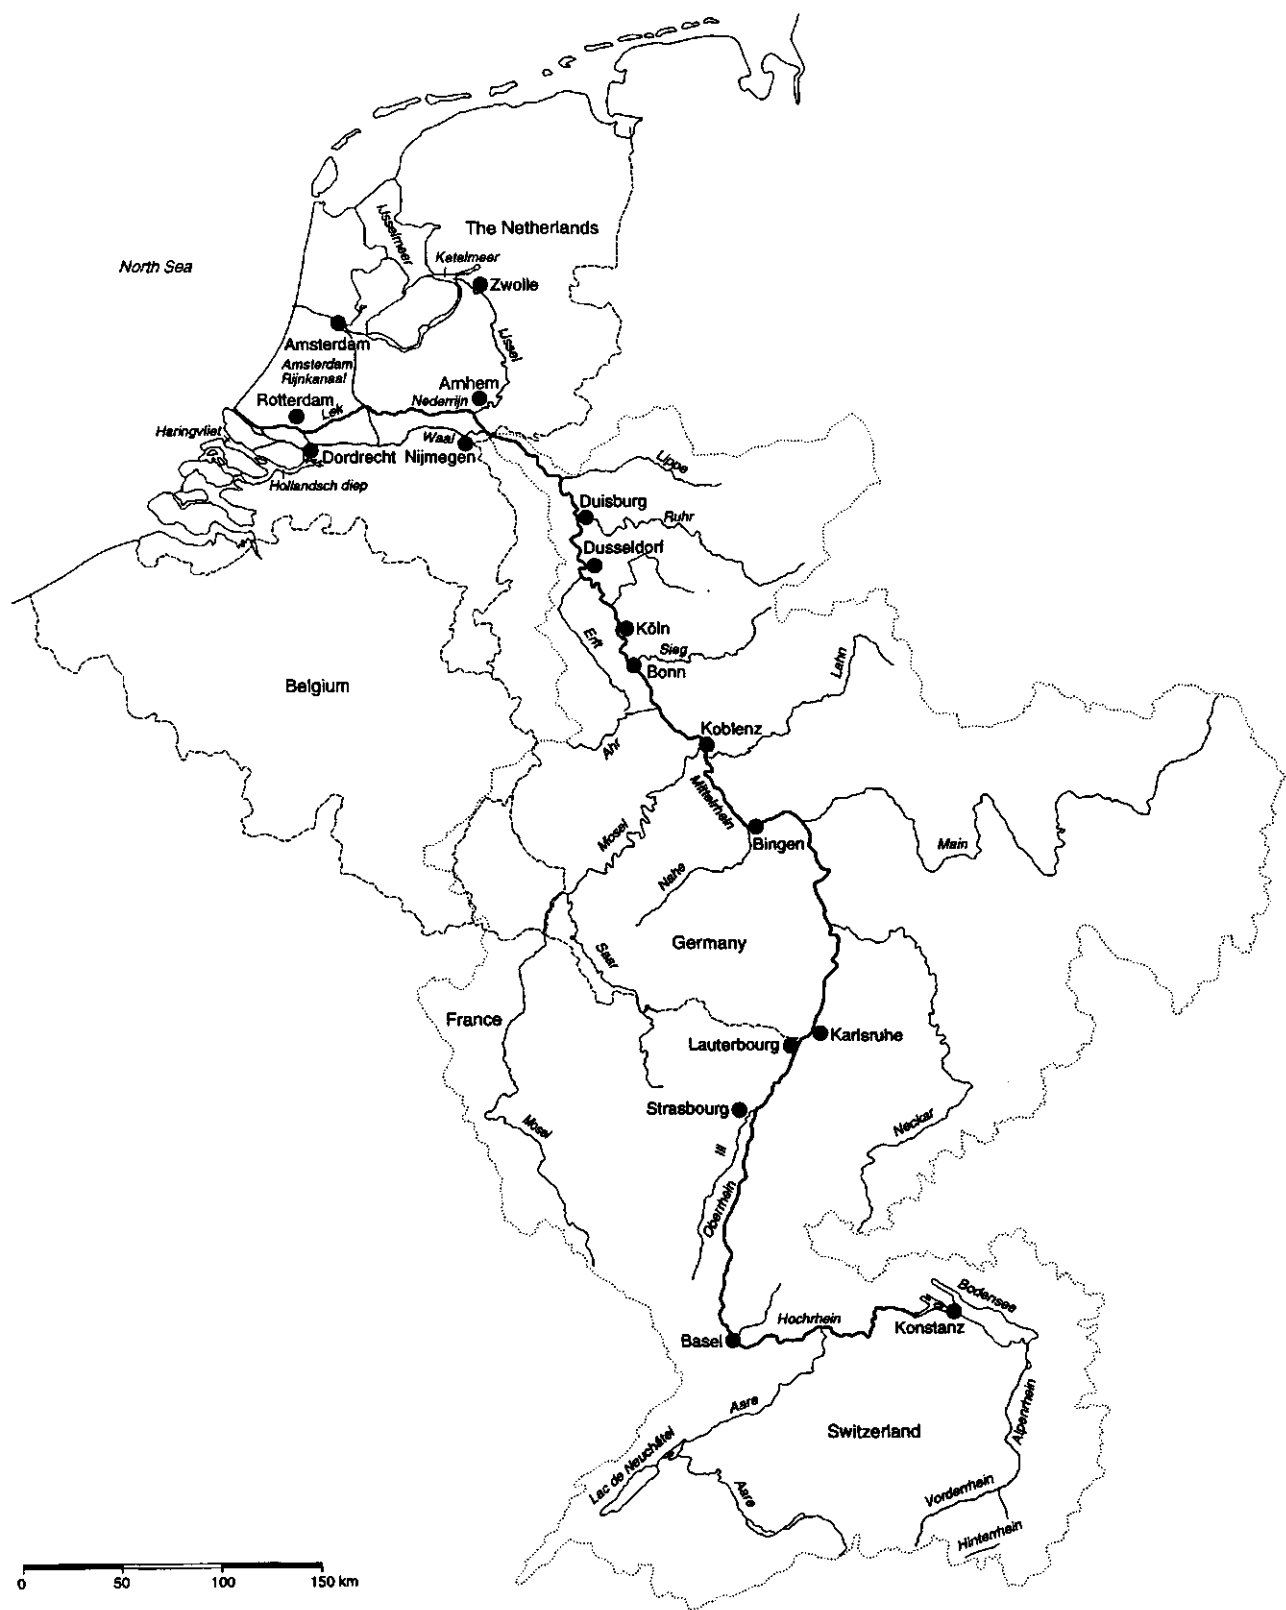 The Netherlands
IJsselmeer
Ketelmeer
North Sea
Zwolle
Amsterdam
IJssel
Amsterdam
Rijnkanaal
Arnhem
Rotterdam
Lek
Nederrijn
Haringvliet
Waal
Dordrecht
Nijmegen
Hollandsch diep
Lippe
Duisburg
Ruhr
Dusseldorf
Köln
Erft
Sieg
Bonn
Lahn
Belgium
Koblenz
Ahr
Mittelrhein
Mosel
Bingen
Main
Nahe
Germany
Saar
France
Karlsruhe
Lauterbourg
Strasbourg
Mosel
Neckar
Ill
Oberrhein
Bodensee
Hochrhein
Konstanz
Basel
Aare
Alpenrhein
Switzerland
Lac de Neuchâtel
Aare
Vorderrhein
Hinterrhein
0 50 100 150 km